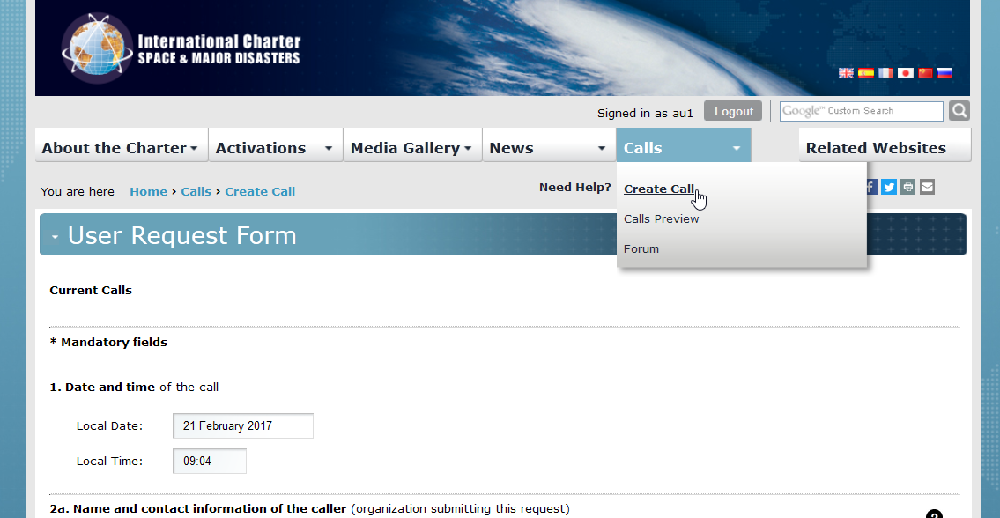 International Charter
SPACE & MAJOR DISASTERS
Signed in as au1 Logout Google™ Custom Search
About the Charter Activations Media Gallery News Calls Related Websites
You are here Home › Calls › Create Call Need Help?
Create Call
Calls Preview
Forum
User Request Form
Current Calls
* Mandatory fields
1. Date and time of the call
Local Date: 21 February 2017
Local Time: 09:04
2a. Name and contact information of the caller (organization submitting this request) ?